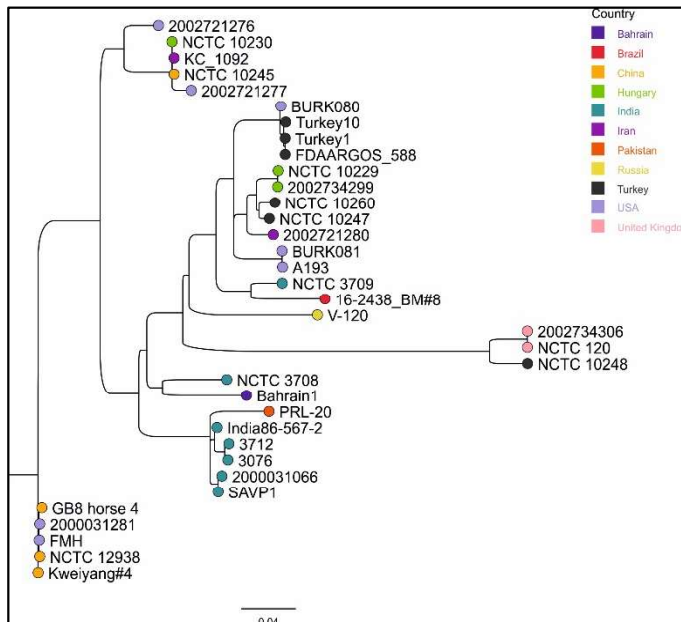 Country
Bahrain
Brazil
China
Hungary
India
Iran
Pakistan
Russia
Turkey
USA
United Kingdo
2002721276
NCTC 10230
KC_1092
NCTC 10245
2002721277
BURK080
Turkey10
Turkey1
FDAARGOS_588
NCTC 10229
2002734299
NCTC 10260
NCTC 10247
2002721280
BURK081
A193
NCTC 3709
16-2438_BM#8
V-120
2002734306
NCTC 120
NCTC 10248
NCTC 3708
Bahrain1
PRL-20
India86-567-2
3712
3076
2000031066
SAVP1
GB8 horse 4
2000031281
FMH
NCTC 12938
Kweiyang#4
0.04